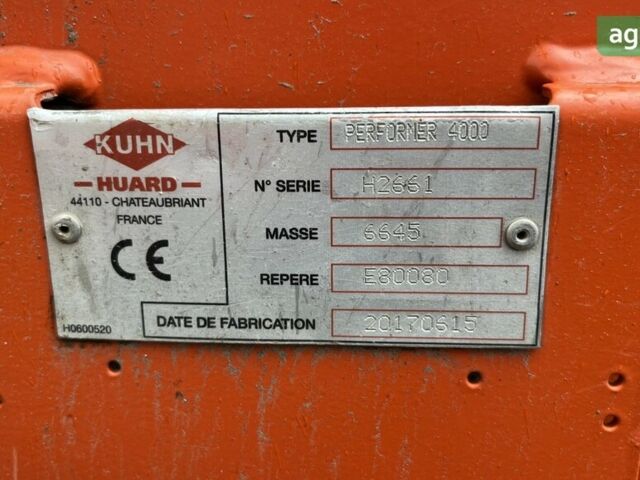 ag
KUHN
HUARD
44110 - CHATEAUBRIANT
FRANCE
CE
H0600520
TYPE PERFORMER 4000
N° SERIE H2661
MASSE 6645
REPERE E80080
DATE DE FABRICATION 20170615